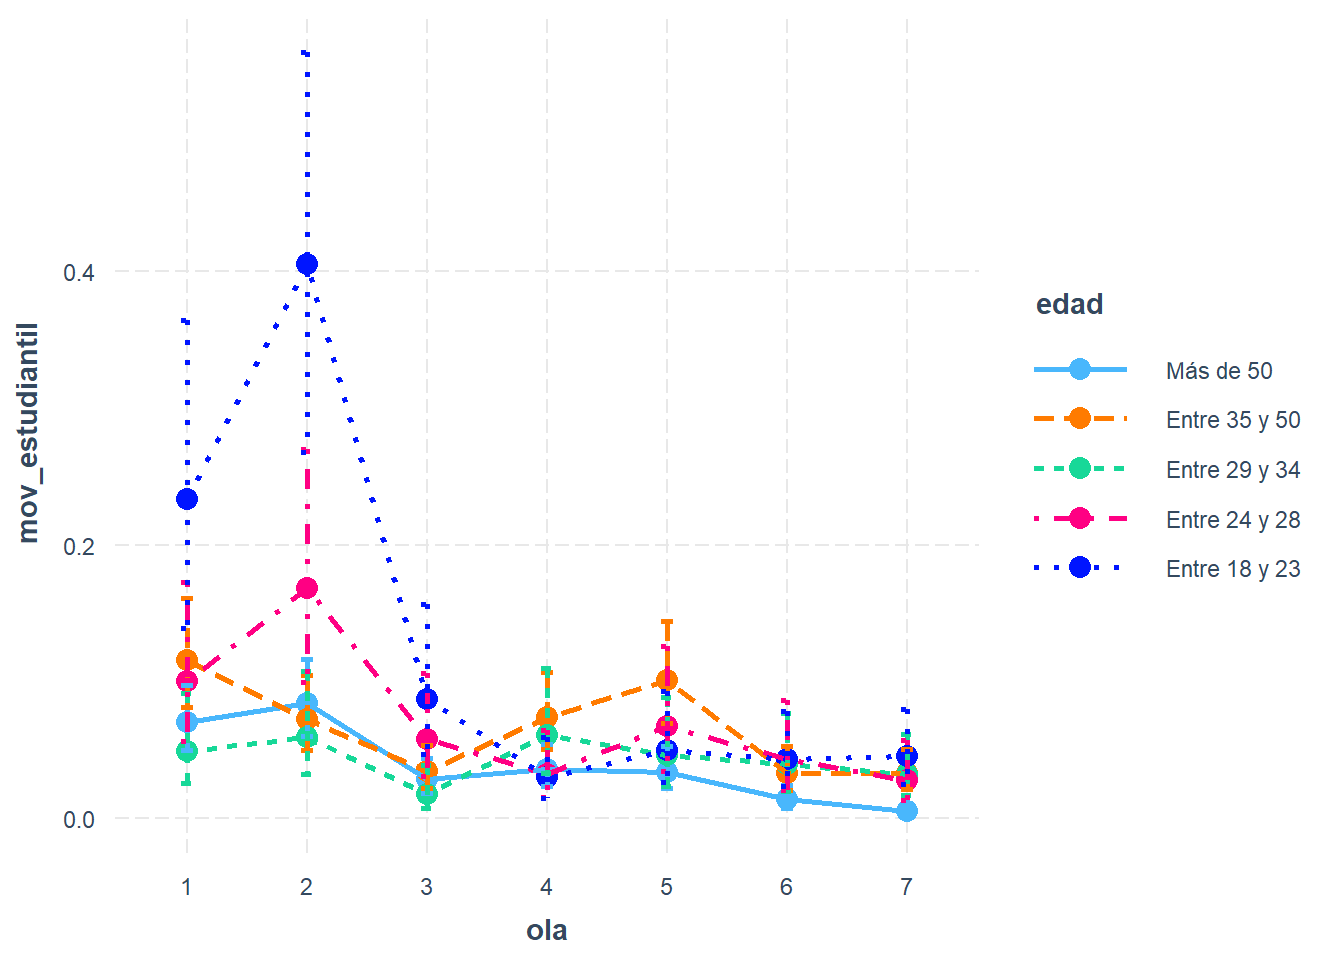 mov_estudiantil
0.4
0.2
0.0
1 2 3 4 5 6 7
ola
edad
Más de 50
Entre 35 y 50
Entre 29 y 34
Entre 24 y 28
Entre 18 y 23